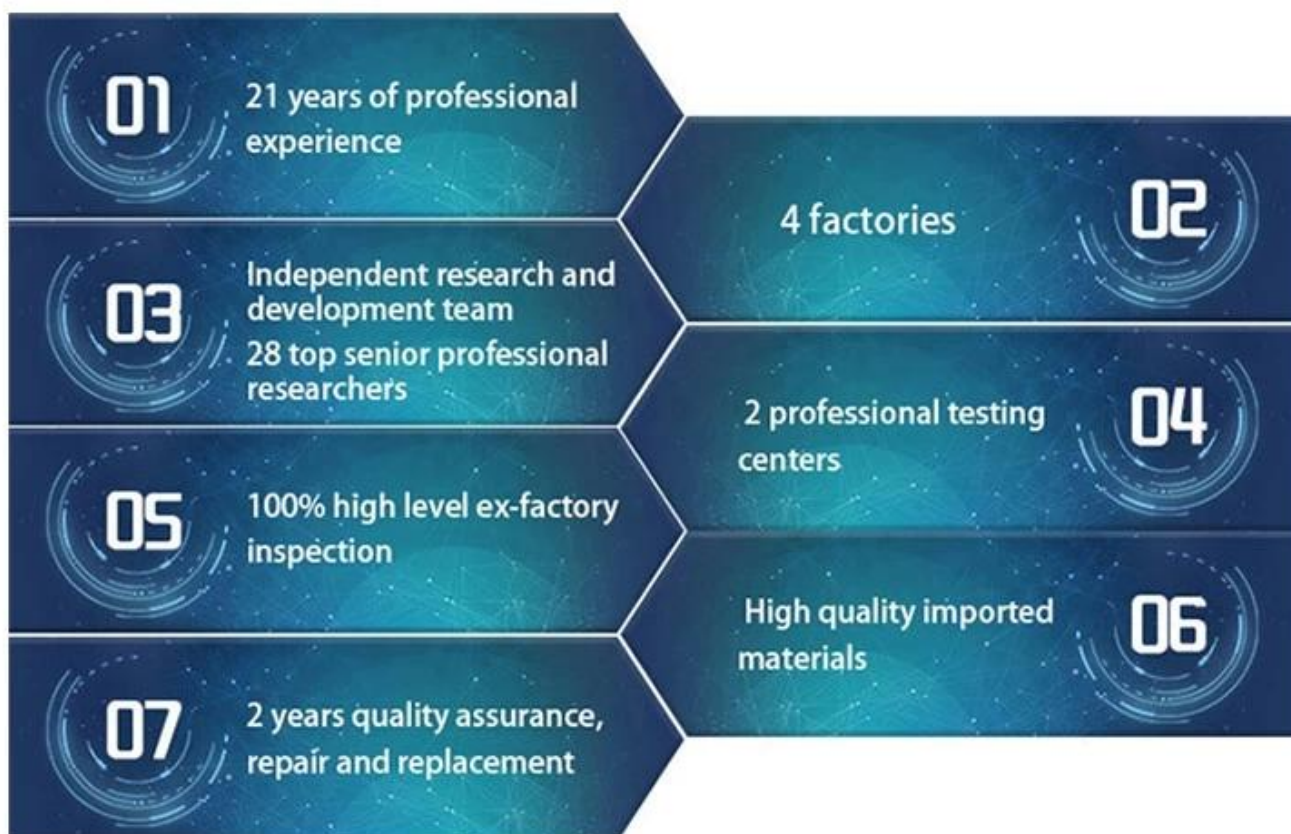 01
21 years of professional
experience
02
4 factories
03
Independent research and
development team
28 top senior professional
researchers
04
2 professional testing
centers
05
100% high level ex-factory
inspection
06
High quality imported
materials
07
2 years quality assurance,
repair and replacement